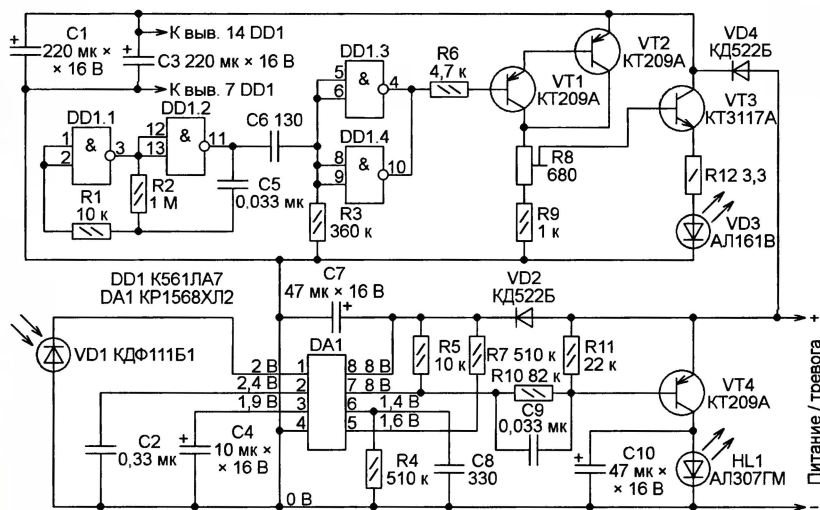 C1
220 мк ×
× 16 В
К выв. 14 DD1
C3 220 мк × 16 В
К выв. 7 DD1
DD1.1
1
2
&
3
DD1.2
12
13
&
11
R1
10 к
R2
1 М
C5
0,033 мк
C6 130
DD1.3
5
6
&
4
DD1.4
8
9
&
10
R3
360 к
R6
4,7 к
VT1
КТ209А
VT2
КТ209А
R8
680
R9
1 к
VD4
КД522Б
VT3
КТ3117А
R12 3,3
VD3
АЛ161В
DD1 К561ЛА7
DA1 КР1568ХЛ2
C7
47 мк × 16 В
+
VD2
КД522Б
VD1 КДФ111Б1
DA1
2 В
1
8
8 В
2,4 В
2
7
8 В
1,9 В
3
6
1,4 В
4
5
1,6 В
R5
10 к
R7 510 к
R10 82 к
R11
22 к
C9
0,033 мк
VT4
КТ209А
C2
0,33 мк
C4
10 мк ×
× 16 В
R4
510 к
C8
330
C10
47 мк ×
× 16 В
HL1
АЛ307ГМ
0 В
+
Питание / тревога
−